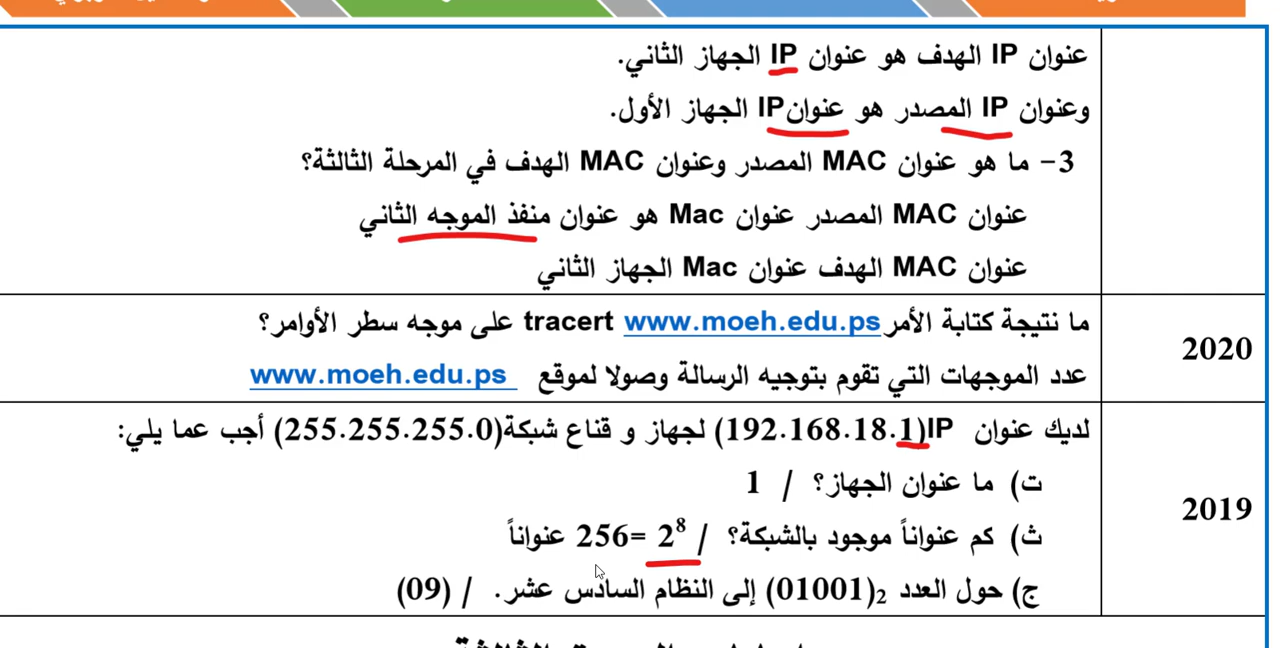 عنوان IP الهدف هو عنوان IP الجهاز الثاني.
وعنوان IP المصدر هو عنوانIP الجهاز الأول.
3- ما هو عنوان MAC المصدر وعنوان MAC الهدف في المرحلة الثالثة؟
عنوان MAC المصدر عنوان Mac هو عنوان منفذ الموجه الثاني
عنوان MAC الهدف عنوان Mac الجهاز الثاني
2020
ما نتيجة كتابة الأمر tracert www.moeh.edu.ps على موجه سطر الأوامر؟
عدد الموجهات التي تقوم بتوجيه الرسالة وصولا لموقع www.moeh.edu.ps
2019
لديك عنوان IP(192.168.18.1) لجهاز و قناع شبكة(255.255.255.0) أجب عما يلي:
ت) ما عنوان الجهاز؟ / 1
ث) كم عنواناً موجود بالشبكة؟ / 2⁸ =256 عنواناً
ج) حول العدد (01001)₂ إلى النظام السادس عشر. / (09)